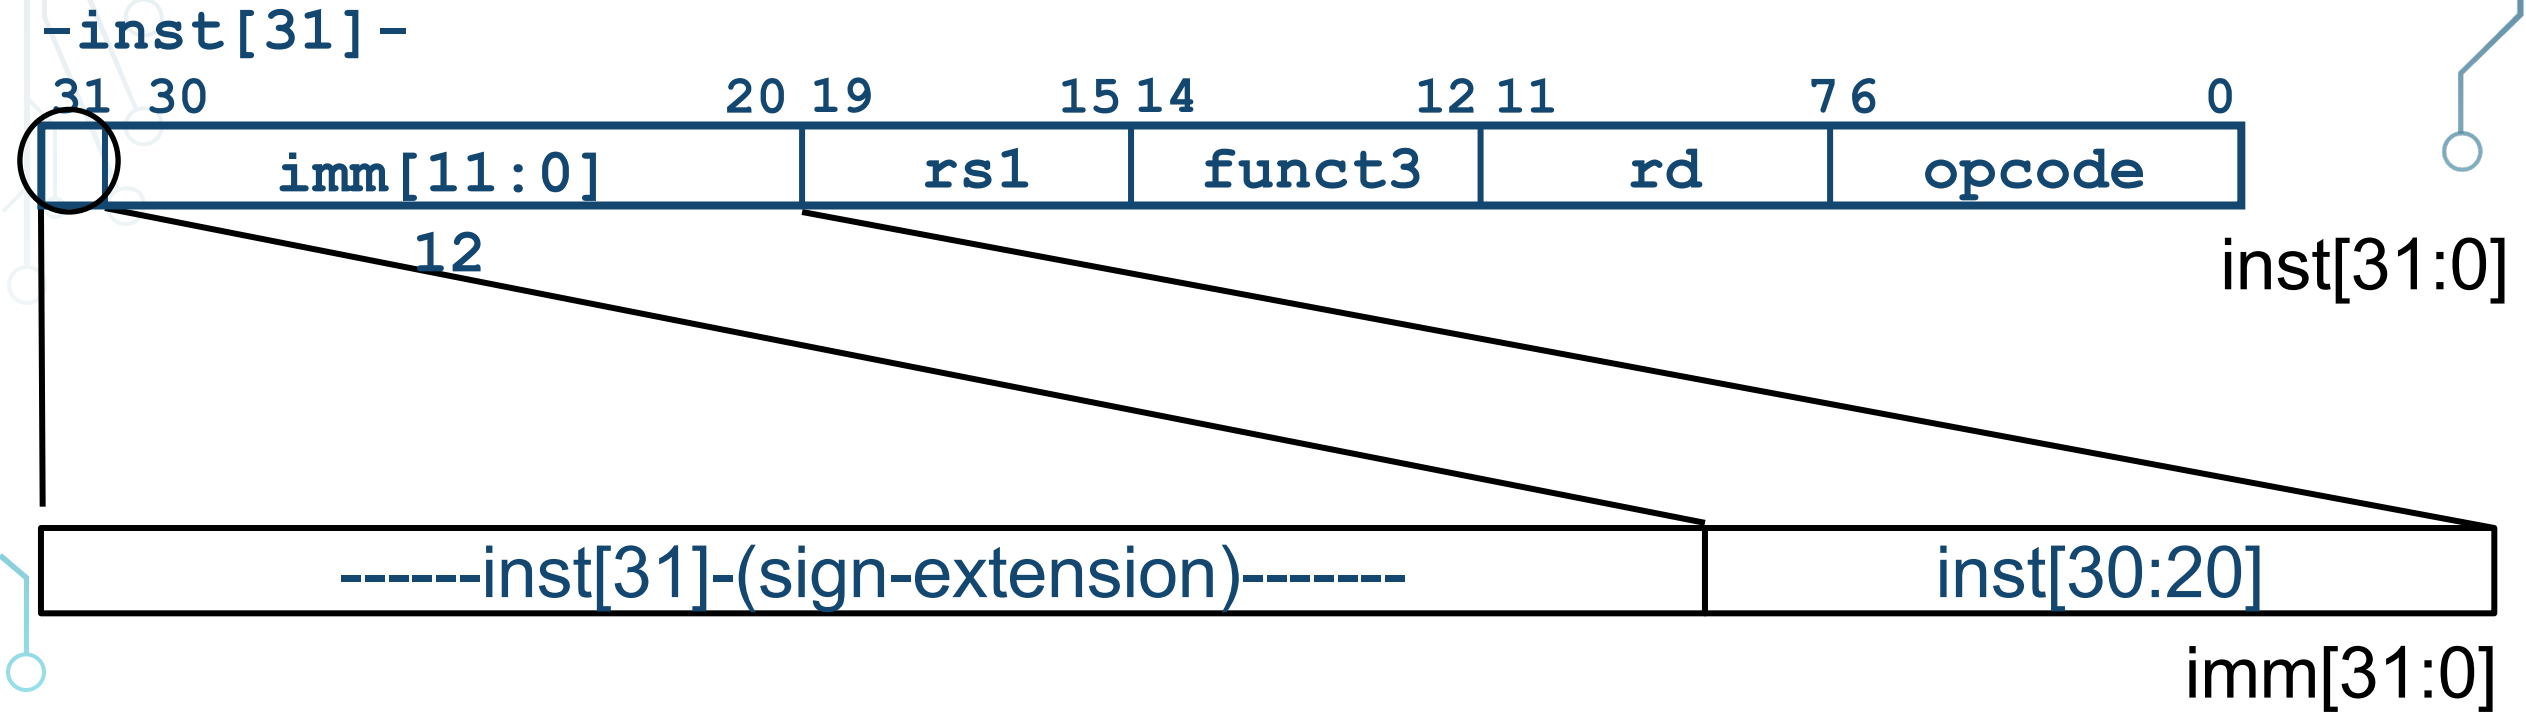 -inst[31]-
31 30 20 19 15 14 12 11 7 6 0
imm[11:0] rs1 funct3 rd opcode
12
inst[31:0]
------inst[31]-(sign-extension)------- inst[30:20]
imm[31:0]